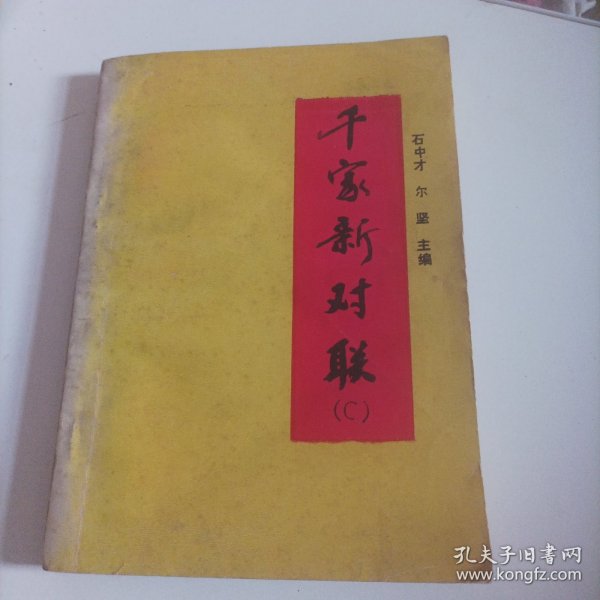 千家新对联
(C)
石中才 尔坚 主编
孔夫子旧书网
www.kongfz.com